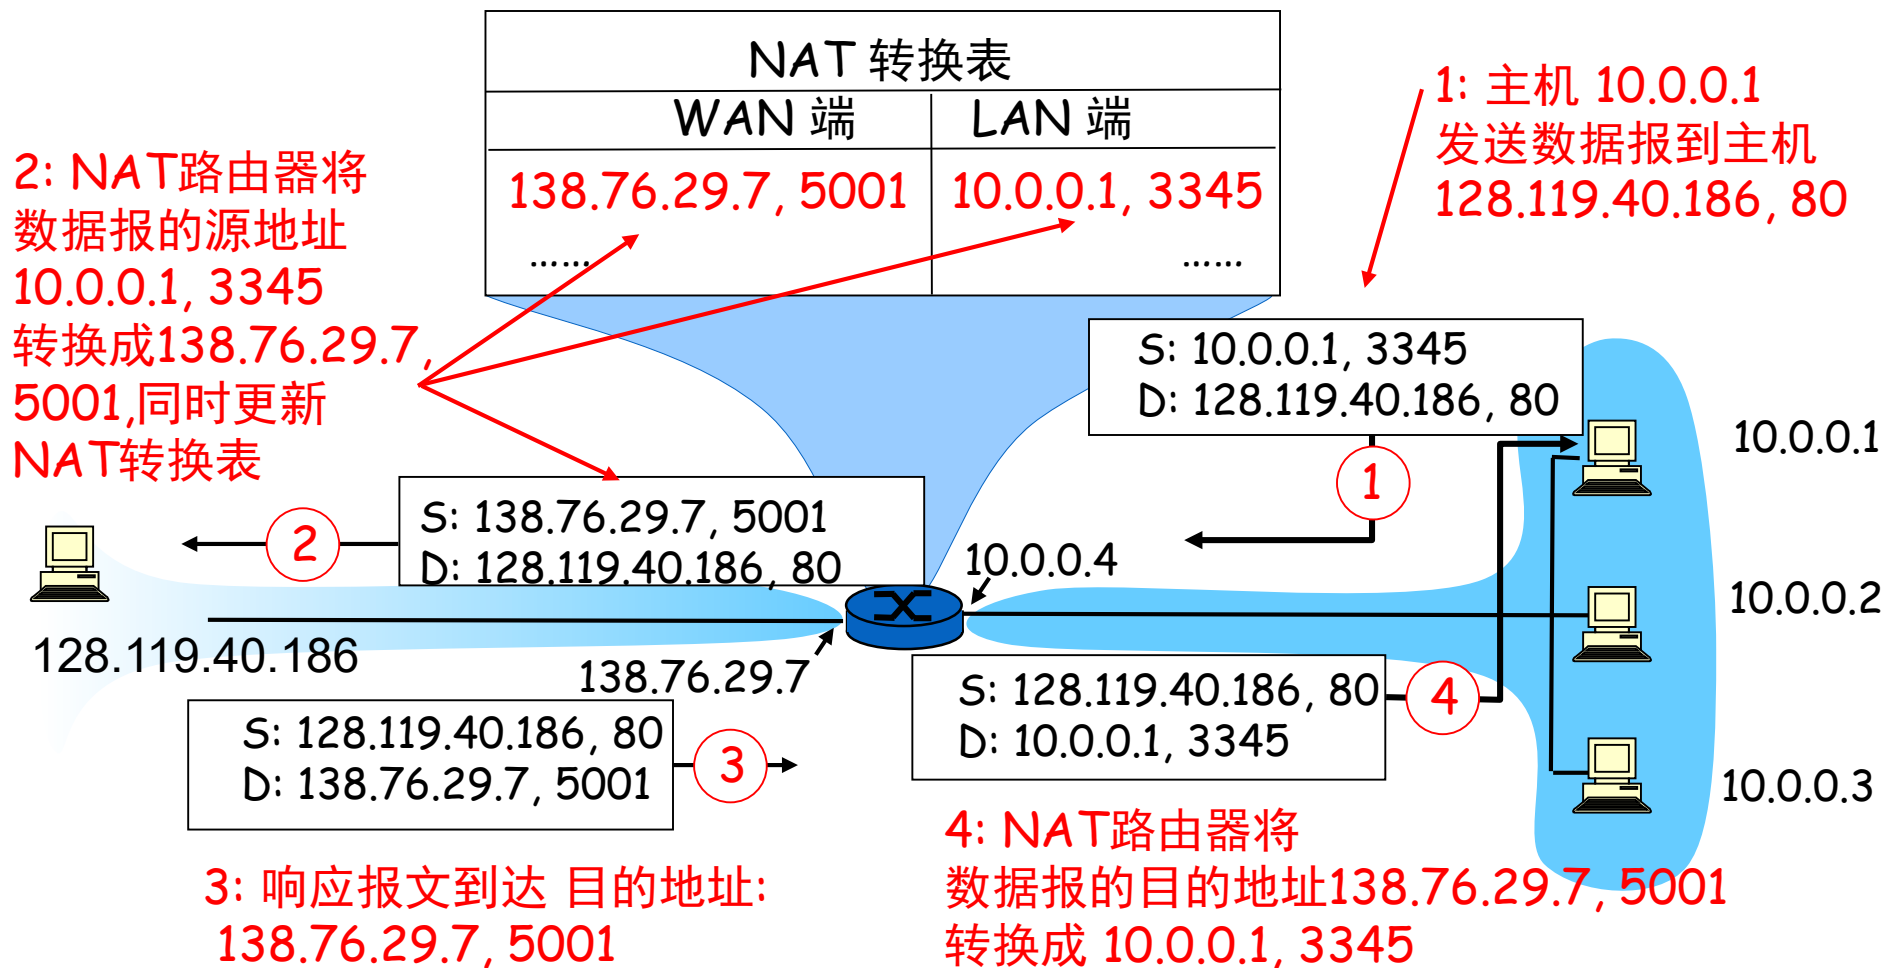 NAT 转换表
WAN 端 LAN 端
138.76.29.7, 5001 10.0.0.1, 3345
…… ……
1: 主机 10.0.0.1
发送数据报到主机
128.119.40.186, 80
2: NAT路由器将
数据报的源地址
10.0.0.1, 3345
转换成138.76.29.7,
5001,同时更新
NAT转换表
S: 10.0.0.1, 3345
D: 128.119.40.186, 80
1
10.0.0.1
S: 138.76.29.7, 5001
D: 128.119.40.186, 80
2
10.0.0.4
10.0.0.2
128.119.40.186
138.76.29.7
S: 128.119.40.186, 80
D: 10.0.0.1, 3345
4
S: 128.119.40.186, 80
D: 138.76.29.7, 5001
3
10.0.0.3
3: 响应报文到达 目的地址:
138.76.29.7, 5001
4: NAT路由器将
数据报的目的地址138.76.29.7, 5001
转换成 10.0.0.1, 3345